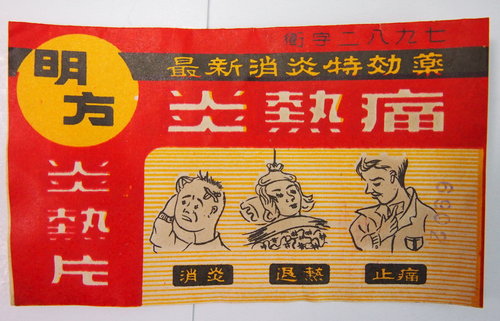 衛字二八九七
明方
最新消炎特効薬
炎熱痛
炎熱片
消炎
退熱
止痛